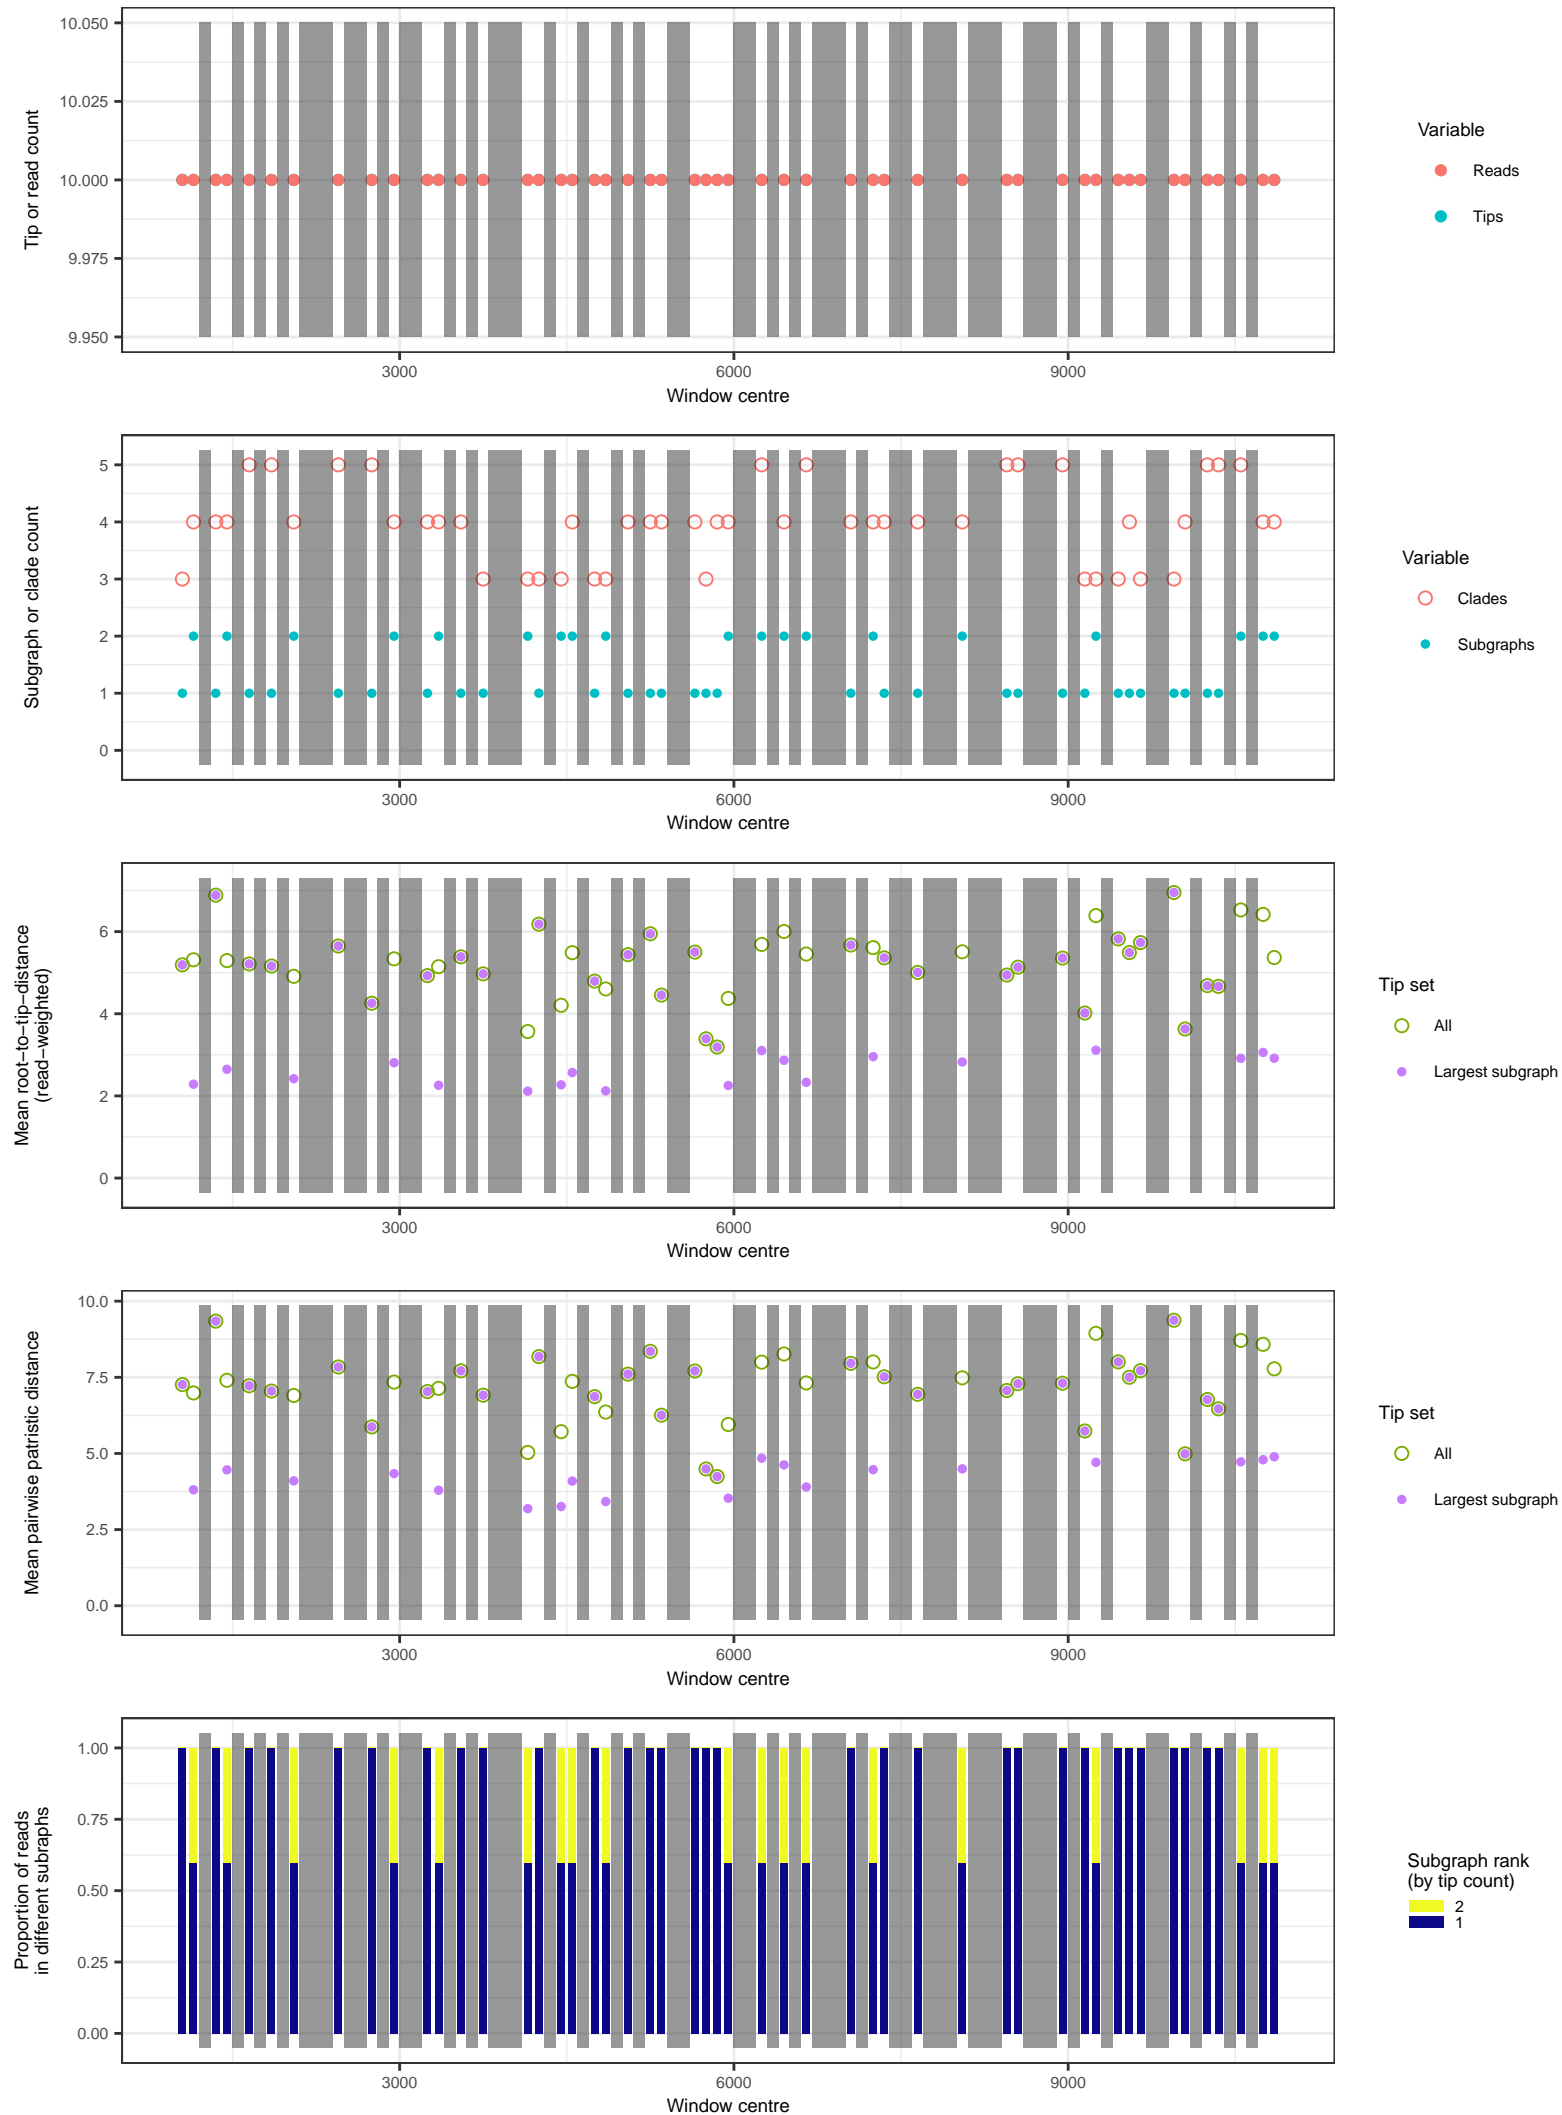 10.050
10.025
10.000
9.975
9.950
Tip or read count
3000 6000 9000
Window centre
Variable
Reads
Tips
5
4
3
2
1
0
Subgraph or clade count
3000 6000 9000
Window centre
Variable
Clades
Subgraphs
6
4
2
0
Mean root−to−tip−distance
(read−weighted)
3000 6000 9000
Window centre
Tip set
All
Largest subgraph
10.0
7.5
5.0
2.5
0.0
Mean pairwise patristic distance
3000 6000 9000
Window centre
Tip set
All
Largest subgraph
1.00
0.75
0.50
0.25
0.00
Proportion of reads
in different subraphs
3000 6000 9000
Window centre
Subgraph rank
(by tip count)
2
1